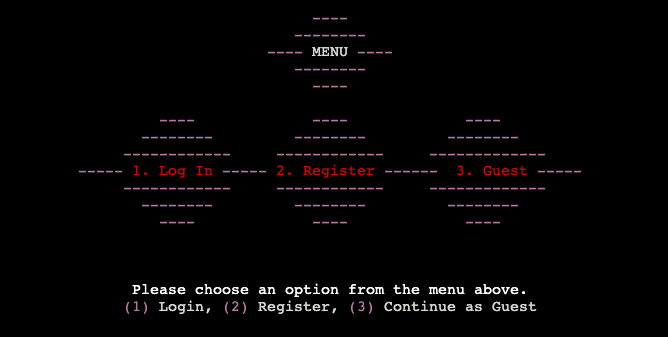 ----
--------
---- MENU ----
--------
----
---- ---- ----
-------- -------- --------
------------ ------------ -------------
----- 1. Log In ----- 2. Register ------ 3. Guest -----
------------ ------------ -------------
-------- -------- --------
---- ---- ----
Please choose an option from the menu above.
(1) Login, (2) Register, (3) Continue as Guest